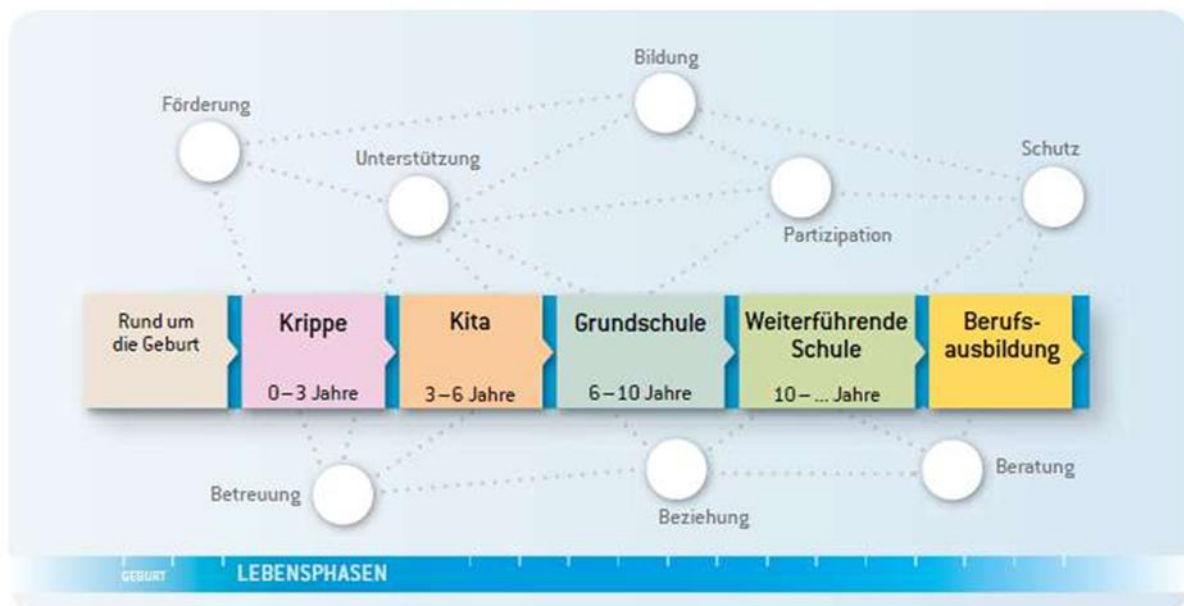 Bildung
Förderung
Unterstützung
Schutz
Partizipation
Rund um
die Geburt
Krippe
0–3 Jahre
Kita
3–6 Jahre
Grundschule
6–10 Jahre
Weiterführende
Schule
10– ... Jahre
Berufs-
ausbildung
Betreuung
Beziehung
Beratung
GEBURT
LEBENSPHASEN